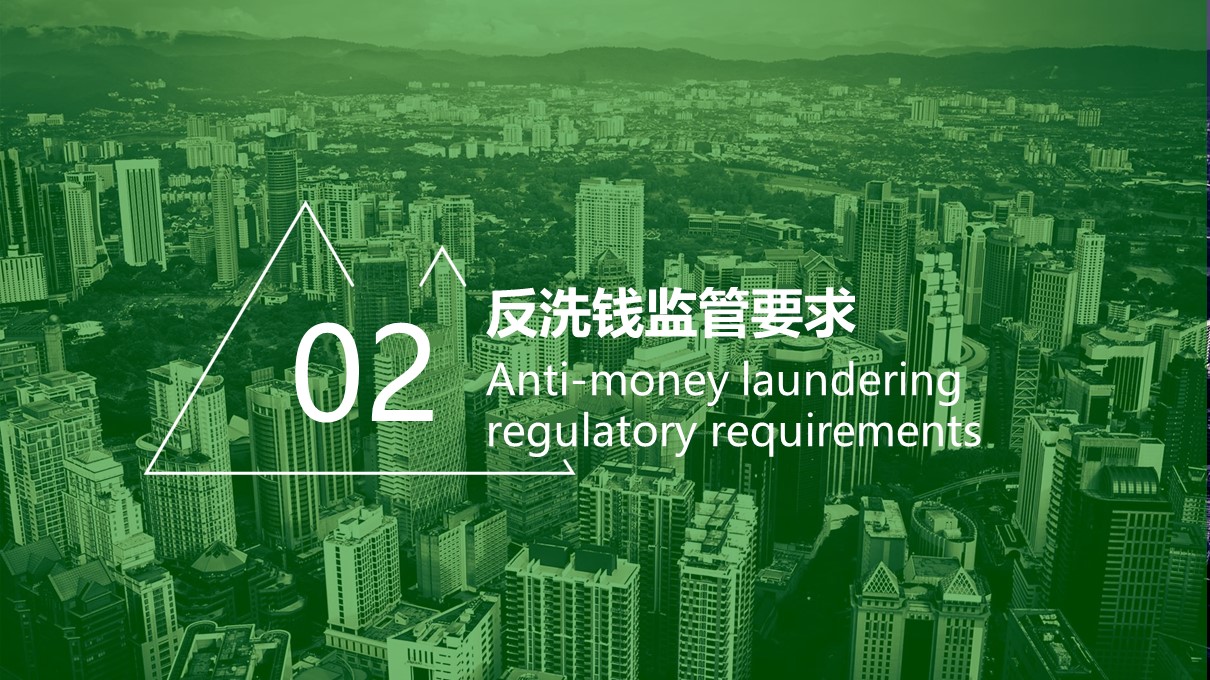 02
反洗钱监管要求
Anti-money laundering
regulatory requirements